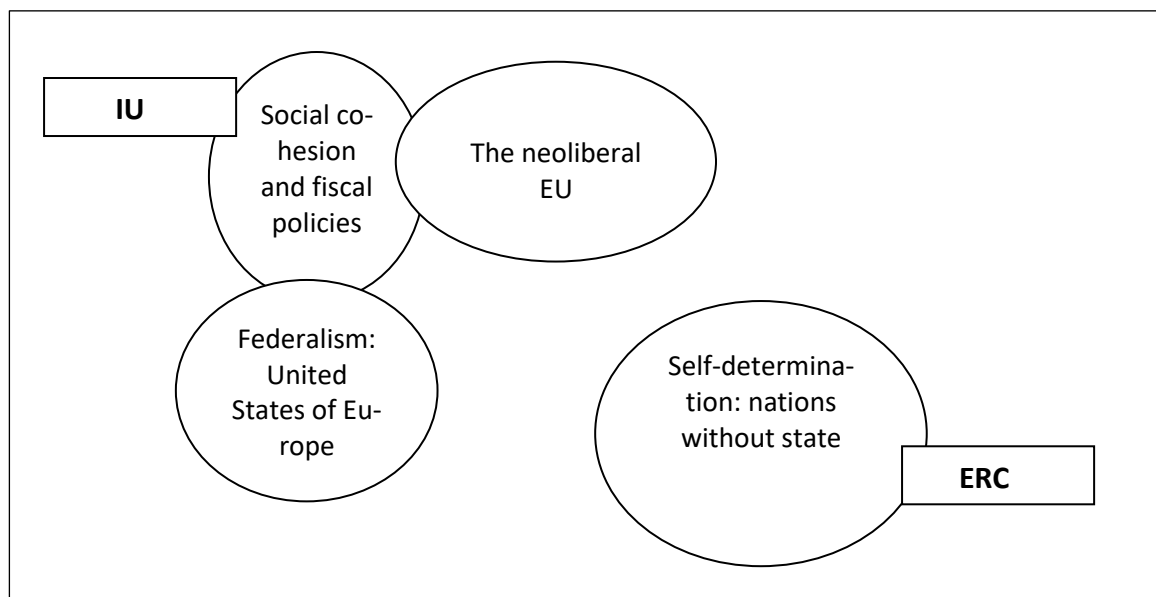 IU
Social co-
hesion
and fiscal
policies
The neoliberal
EU
Federalism:
United
States of Eu-
rope
Self-determina-
tion: nations
without state
ERC